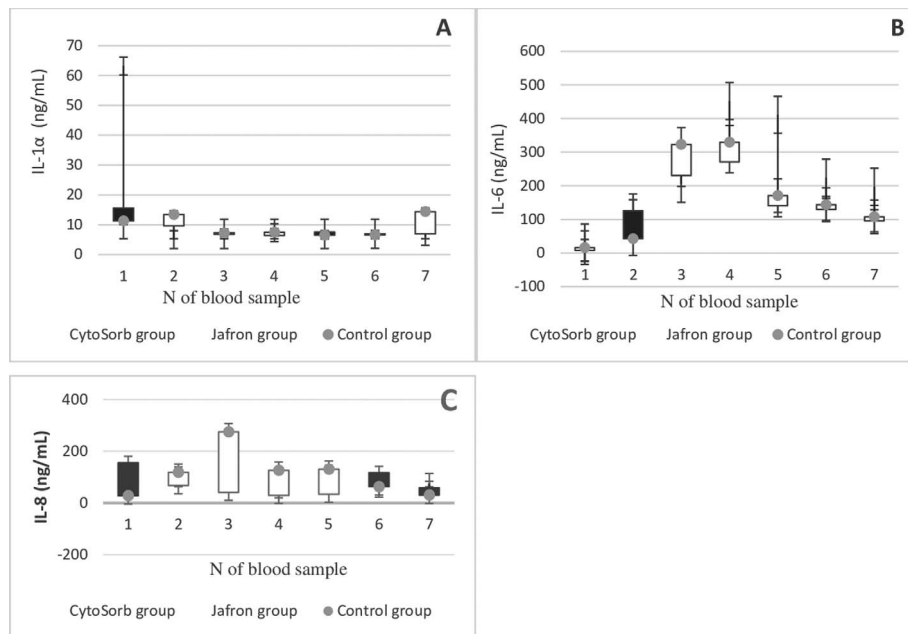 A
70
60
50
40
30
20
10
0
IL-1α (ng/mL)
1 2 3 4 5 6 7
N of blood sample
CytoSorb group Jafron group Control group
B
600
500
400
300
200
100
0
-100
IL-6 (ng/mL)
1 2 3 4 5 6 7
N of blood sample
CytoSorb group Jafron group Control group
C
400
200
0
-200
IL-8 (ng/mL)
1 2 3 4 5 6 7
N of blood sample
CytoSorb group Jafron group Control group